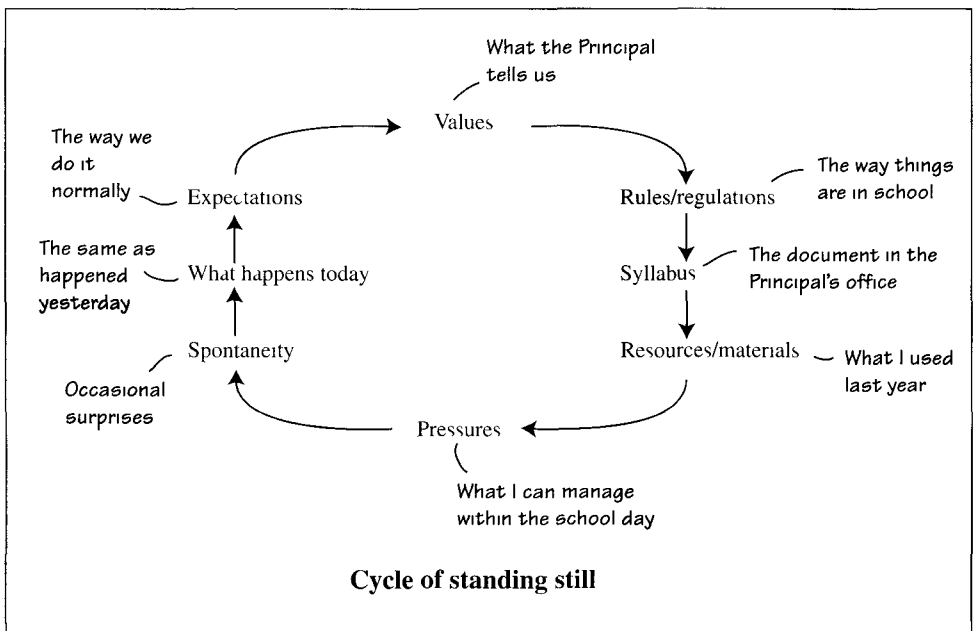 What the Principal
tells us
Values
The way we
do it
normally
Expectations
Rules/regulations
The way things
are in school
The same as
happened
yesterday
What happens today
Syllabus
The document in the
Principal's office
Spontaneity
Occasional
surprises
Resources/materials
What I used
last year
Pressures
What I can manage
within the school day
Cycle of standing still